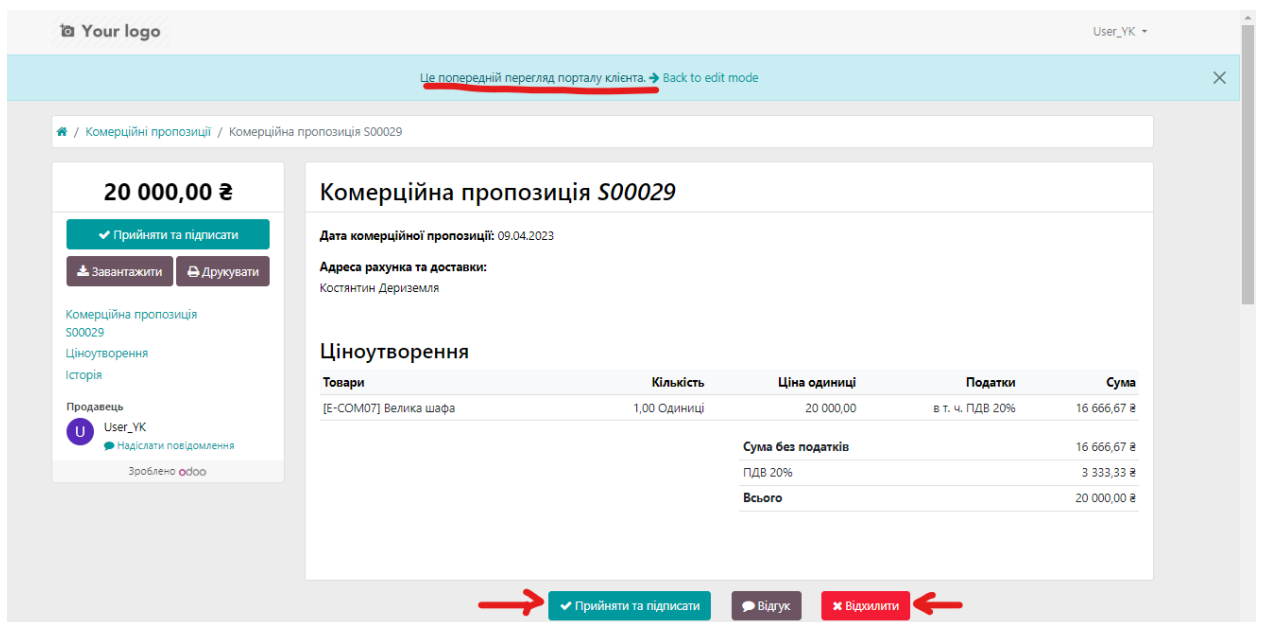 Your logo
User_YK
Це попередній перегляд порталу клієнта. Back to edit mode
/ Комерційні пропозиції / Комерційна пропозиція S00029
20 000,00 ₴
Прийняти та підписати
Завантажити Друкувати
Комерційна пропозиція
S00029
Ціноутворення
Історія
Продавець
U User_YK
Надіслати повідомлення
Зроблено odoo
Комерційна пропозиція S00029
Дата комерційної пропозиції: 09.04.2023
Адреса рахунка та доставки:
Костянтин Дериземля
Ціноутворення
Товари Кількість Ціна одиниці Податки Сума
[E-COM07] Велика шафа 1,00 Одиниці 20 000,00 в т. ч. ПДВ 20% 16 666,67 ₴
Сума без податків 16 666,67 ₴
ПДВ 20% 3 333,33 ₴
Всього 20 000,00 ₴
Прийняти та підписати Відгук Відхилити